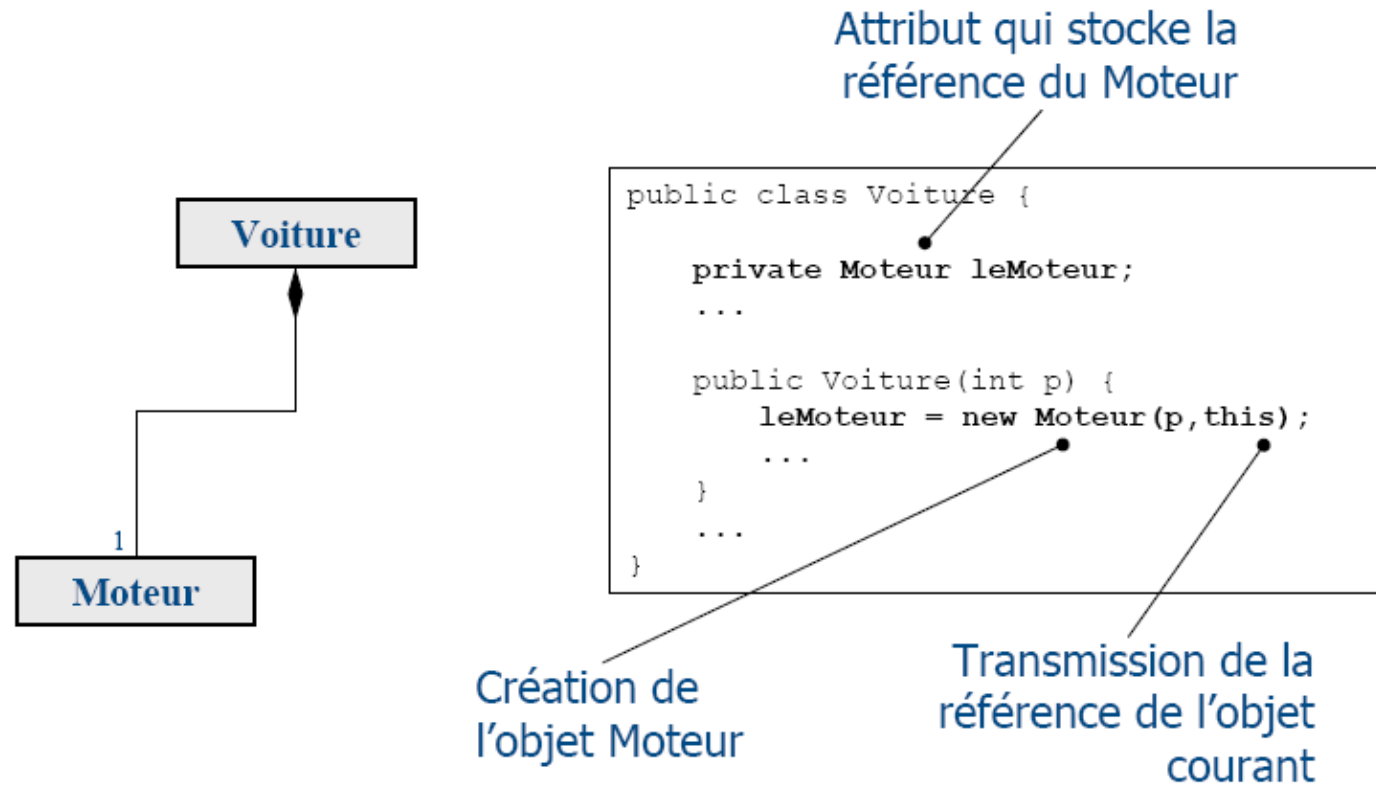 Attribut qui stocke la
référence du Moteur
Voiture
1
Moteur
public class Voiture {
private Moteur leMoteur;
...
public Voiture(int p) {
leMoteur = new Moteur(p,this);
...
}
...
}
Création de
l’objet Moteur
Transmission de la
référence de l’objet
courant